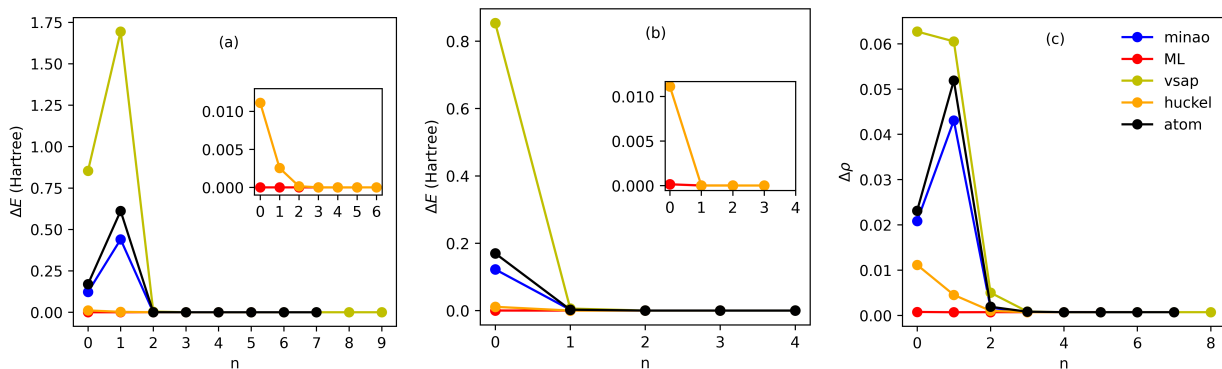 (a)
ΔE (Hartree)
1.75
1.50
1.25
1.00
0.75
0.50
0.25
0.00
0 1 2 3 4 5 6 7 8 9
n
0.010
0.005
0.000
0 1 2 3 4 5 6
(b)
ΔE (Hartree)
0.8
0.6
0.4
0.2
0.0
0 1 2 3 4
n
0.010
0.005
0.000
0 1 2 3 4
(c)
Δρ
0.06
0.05
0.04
0.03
0.02
0.01
0.00
0 2 4 6 8
n
minao
ML
vsap
huckel
atom